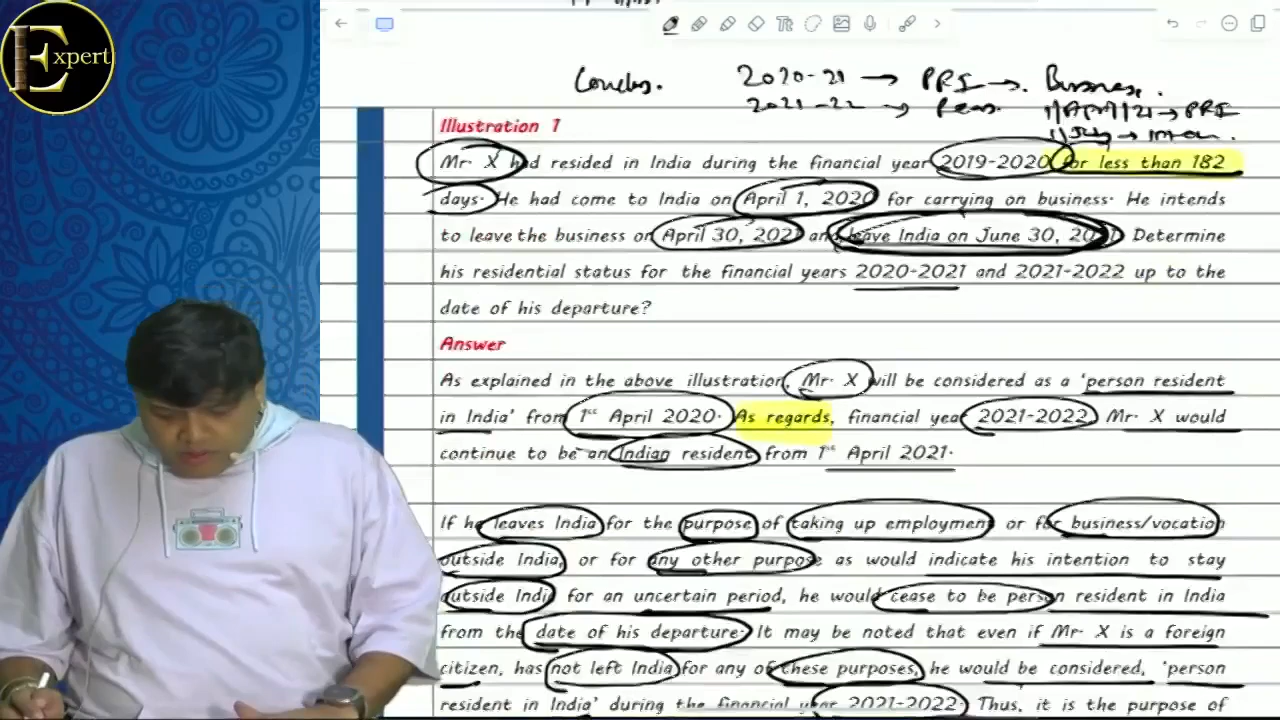 Expert
2020-21 → PRI → Business.
2021-22 → 
1/April/21 → PRI
Illustration 1
Mr. X had resided in India during the financial year 2019-2020 for less than 182
days. He had come to India on April 1, 2020 for carrying on business. He intends
to leave the business on April 30, 2021 and leave India on June 30, 2021. Determine
his residential status for the financial years 2020-2021 and 2021-2022 up to the
date of his departure?
Answer
As explained in the above illustration, Mr. X will be considered as a 'person resident
in India' from 1st April 2020. As regards, financial year 2021-2022 Mr. X would
continue to be an Indian resident from 1st April 2021.
If he leaves India for the purpose of taking up employment or for business/vocation
outside India, or for any other purpose as would indicate his intention to stay
outside India for an uncertain period, he would cease to be person resident in India
from the date of his departure. It may be noted that even if Mr. X is a foreign
citizen, has not left India for any of these purposes, he would be considered, 'person
resident in India' during the financial year 2021-2022. Thus, it is the purpose of